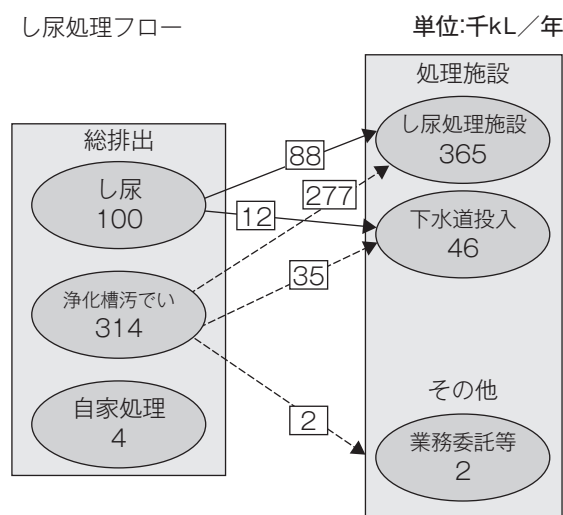 し尿処理フロー
単位:千kL／年
総排出
し尿
100
浄化槽汚でい
314
自家処理
4
88
277
12
35
2
処理施設
し尿処理施設
365
下水道投入
46
その他
業務委託等
2